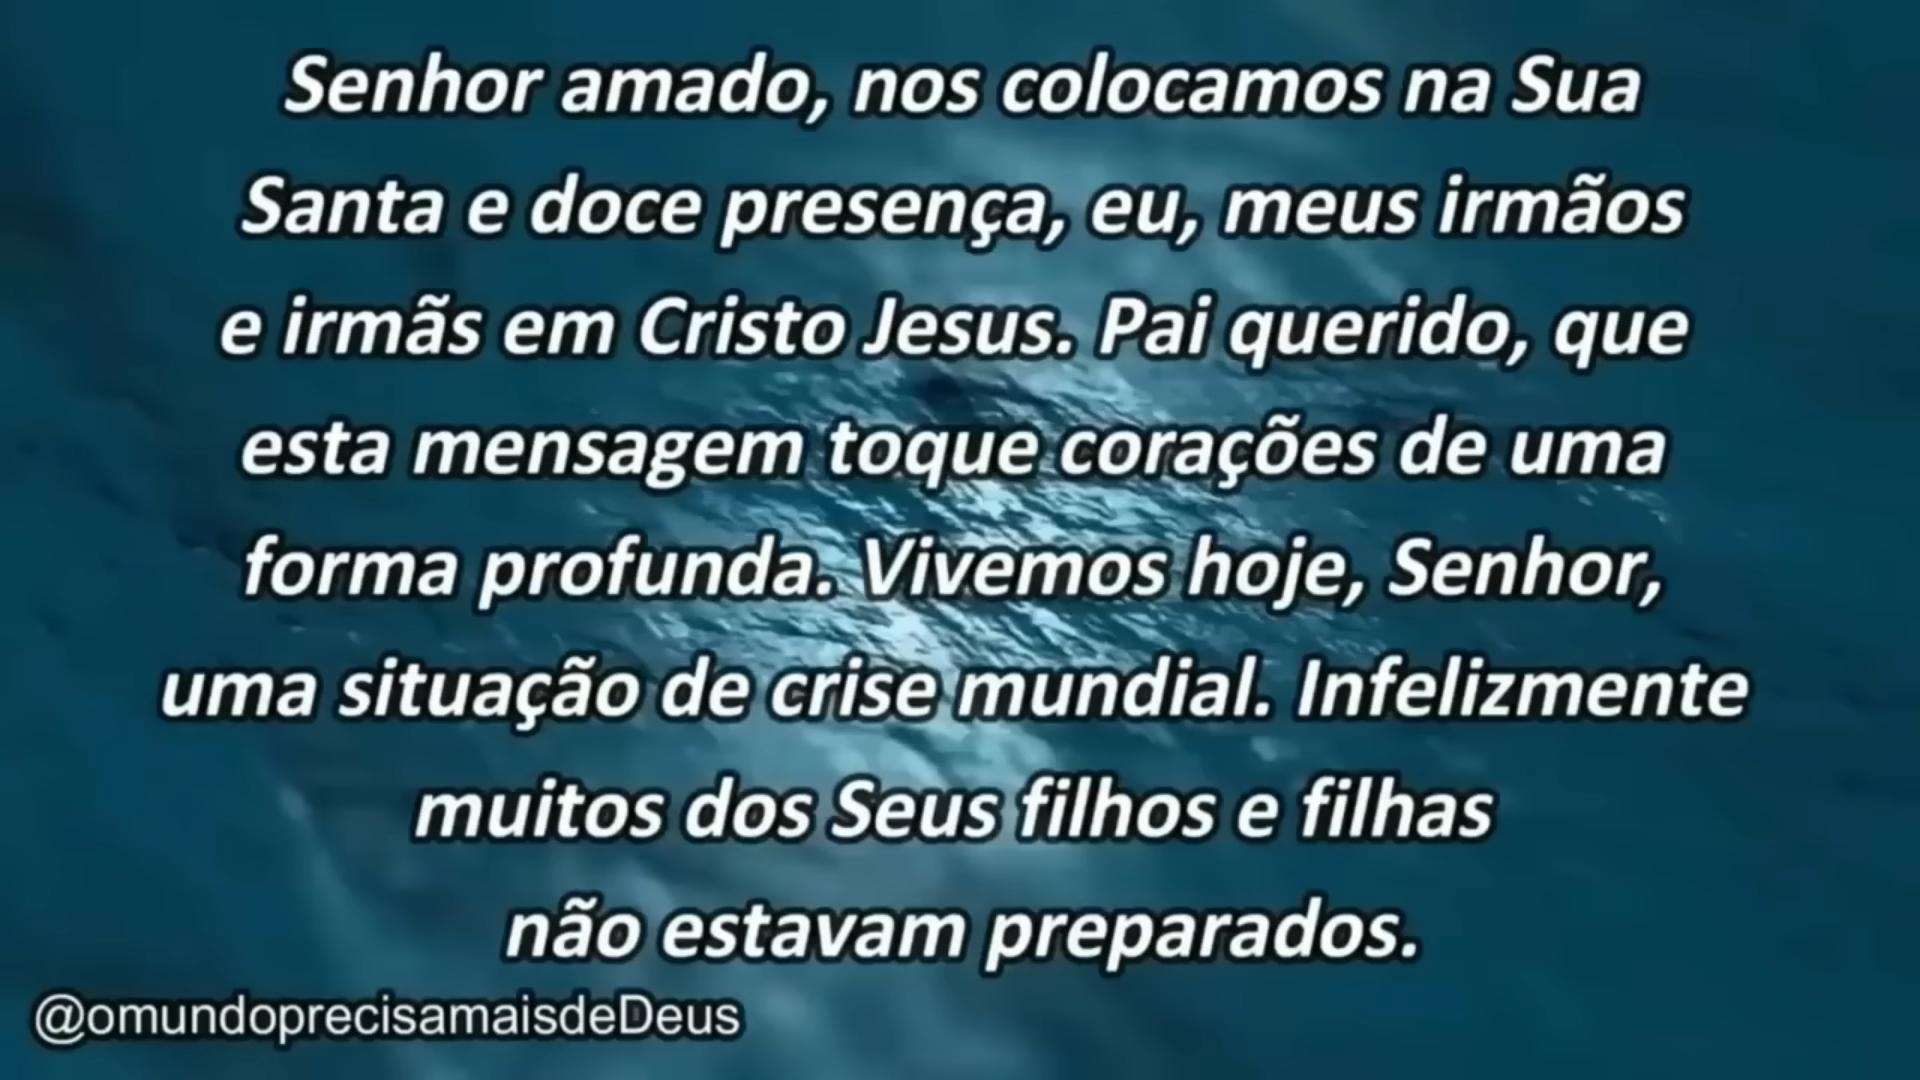 Senhor amado, nos colocamos na Sua
Santa e doce presença, eu, meus irmãos
e irmãs em Cristo Jesus. Pai querido, que
esta mensagem toque corações de uma
forma profunda. Vivemos hoje, Senhor,
uma situação de crise mundial. Infelizmente
muitos dos Seus filhos e filhas
não estavam preparados.
@omundoprecisamaisdeDeus